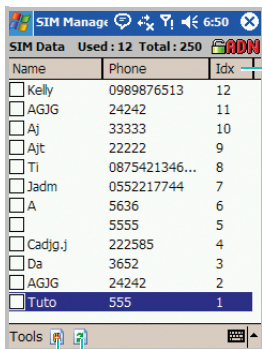 SIM Manage 6:50
SIM Data Used : 12 Total : 250 ADN
Name Phone Idx
Kelly 0989876513 12
AGJG 24242 11
Aj 33333 10
Ajt 22222 9
Ti 0875421346... 8
Jadm 0552217744 7
A 5636 6
5555 5
Cadjg.j 222585 4
Da 3652 3
AGJG 24242 2
Tuto 555 1
Tools